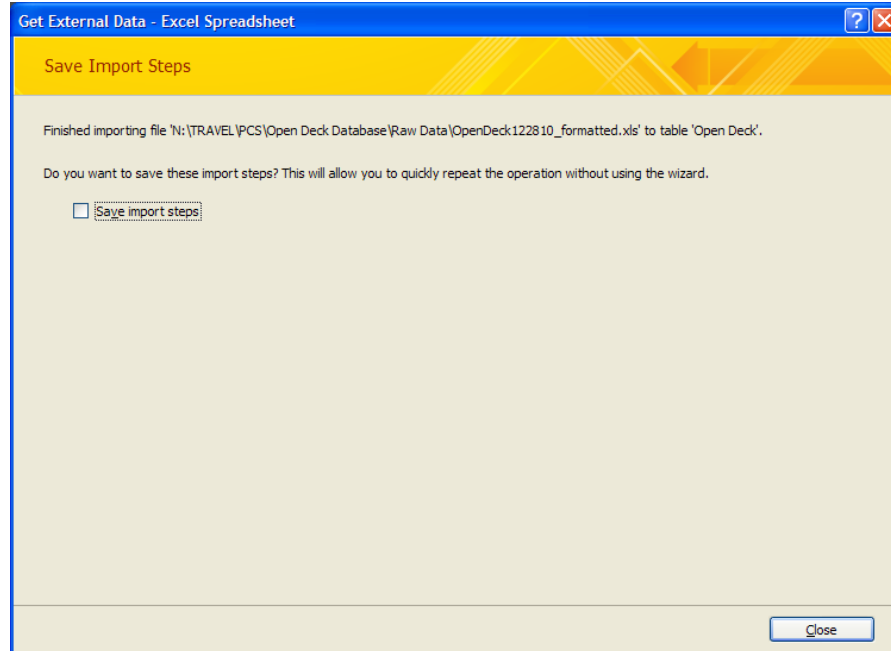 Get External Data - Excel Spreadsheet
?
Save Import Steps
Finished importing file 'N:\TRAVEL\PCS\Open Deck Database\Raw Data\OpenDeck122810_formatted.xls' to table 'Open Deck'.
Do you want to save these import steps? This will allow you to quickly repeat the operation without using the wizard.
Save import steps
Close